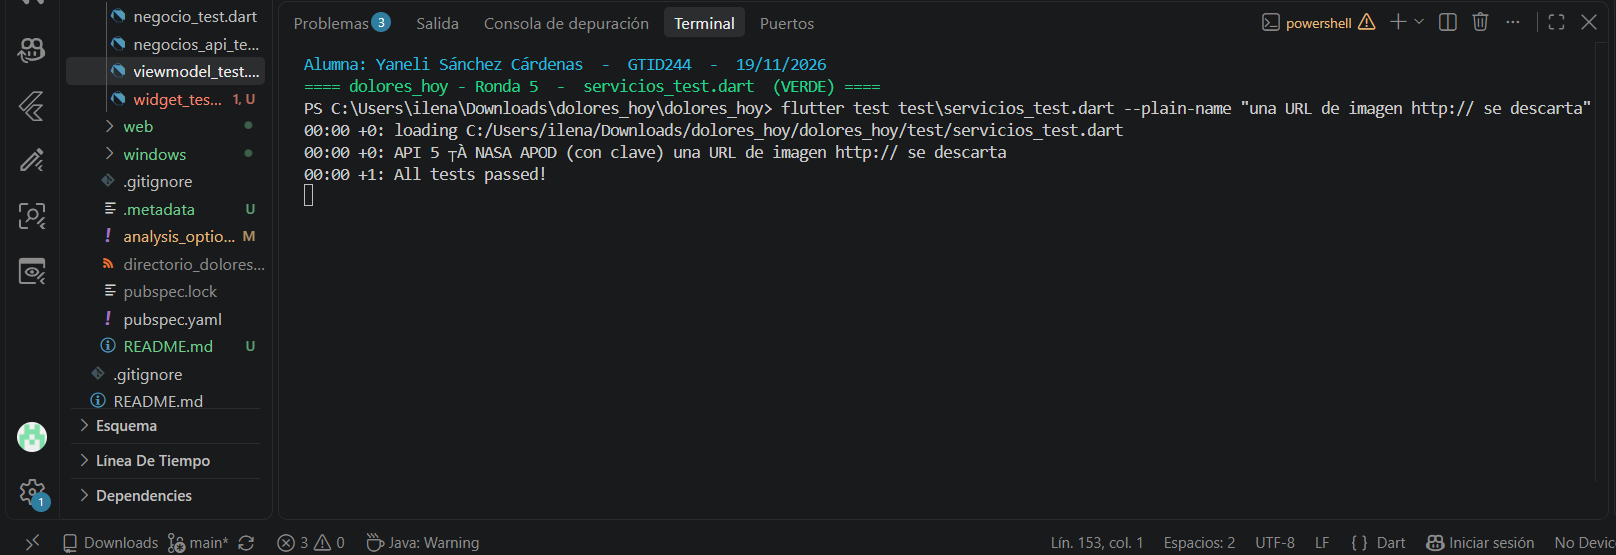 negocio_test.dart
negocios_api_te...
viewmodel_test....
widget_tes... 1, U
web
windows
.gitignore
.metadata U
analysis_optio... M
directorio_dolores...
pubspec.lock
pubspec.yaml
README.md U
.gitignore
README.md
Esquema
Línea De Tiempo
Dependencies
1
Problemas 3 Salida Consola de depuración Terminal Puertos
powershell
Alumna: Yaneli Sánchez Cárdenas - GTID244 - 19/11/2026
==== dolores_hoy - Ronda 5 - servicios_test.dart (VERDE) ====
PS C:\Users\ilena\Downloads\dolores_hoy\dolores_hoy> flutter test test\servicios_test.dart --plain-name "una URL de imagen http:// se descarta"
00:00 +0: loading C:/Users/ilena/Downloads/dolores_hoy/dolores_hoy/test/servicios_test.dart
00:00 +0: API 5 ┬À NASA APOD (con clave) una URL de imagen http:// se descarta
00:00 +1: All tests passed!
Downloads main* 3 0 Java: Warning Lín. 153, col. 1 Espacios: 2 UTF-8 LF { } Dart Iniciar sesión No Devic